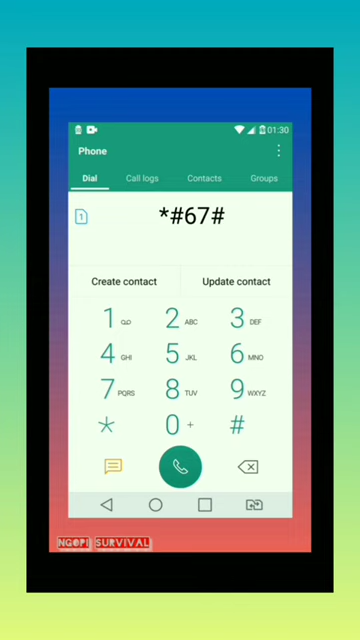 01:30
Phone
Dial Call logs Contacts Groups
1 *#67#
Create contact Update contact
1 2 ABC 3 DEF
4 GHI 5 JKL 6 MNO
7 PQRS 8 TUV 9 WXYZ
* 0 + #
NGOPI SURVIVAL